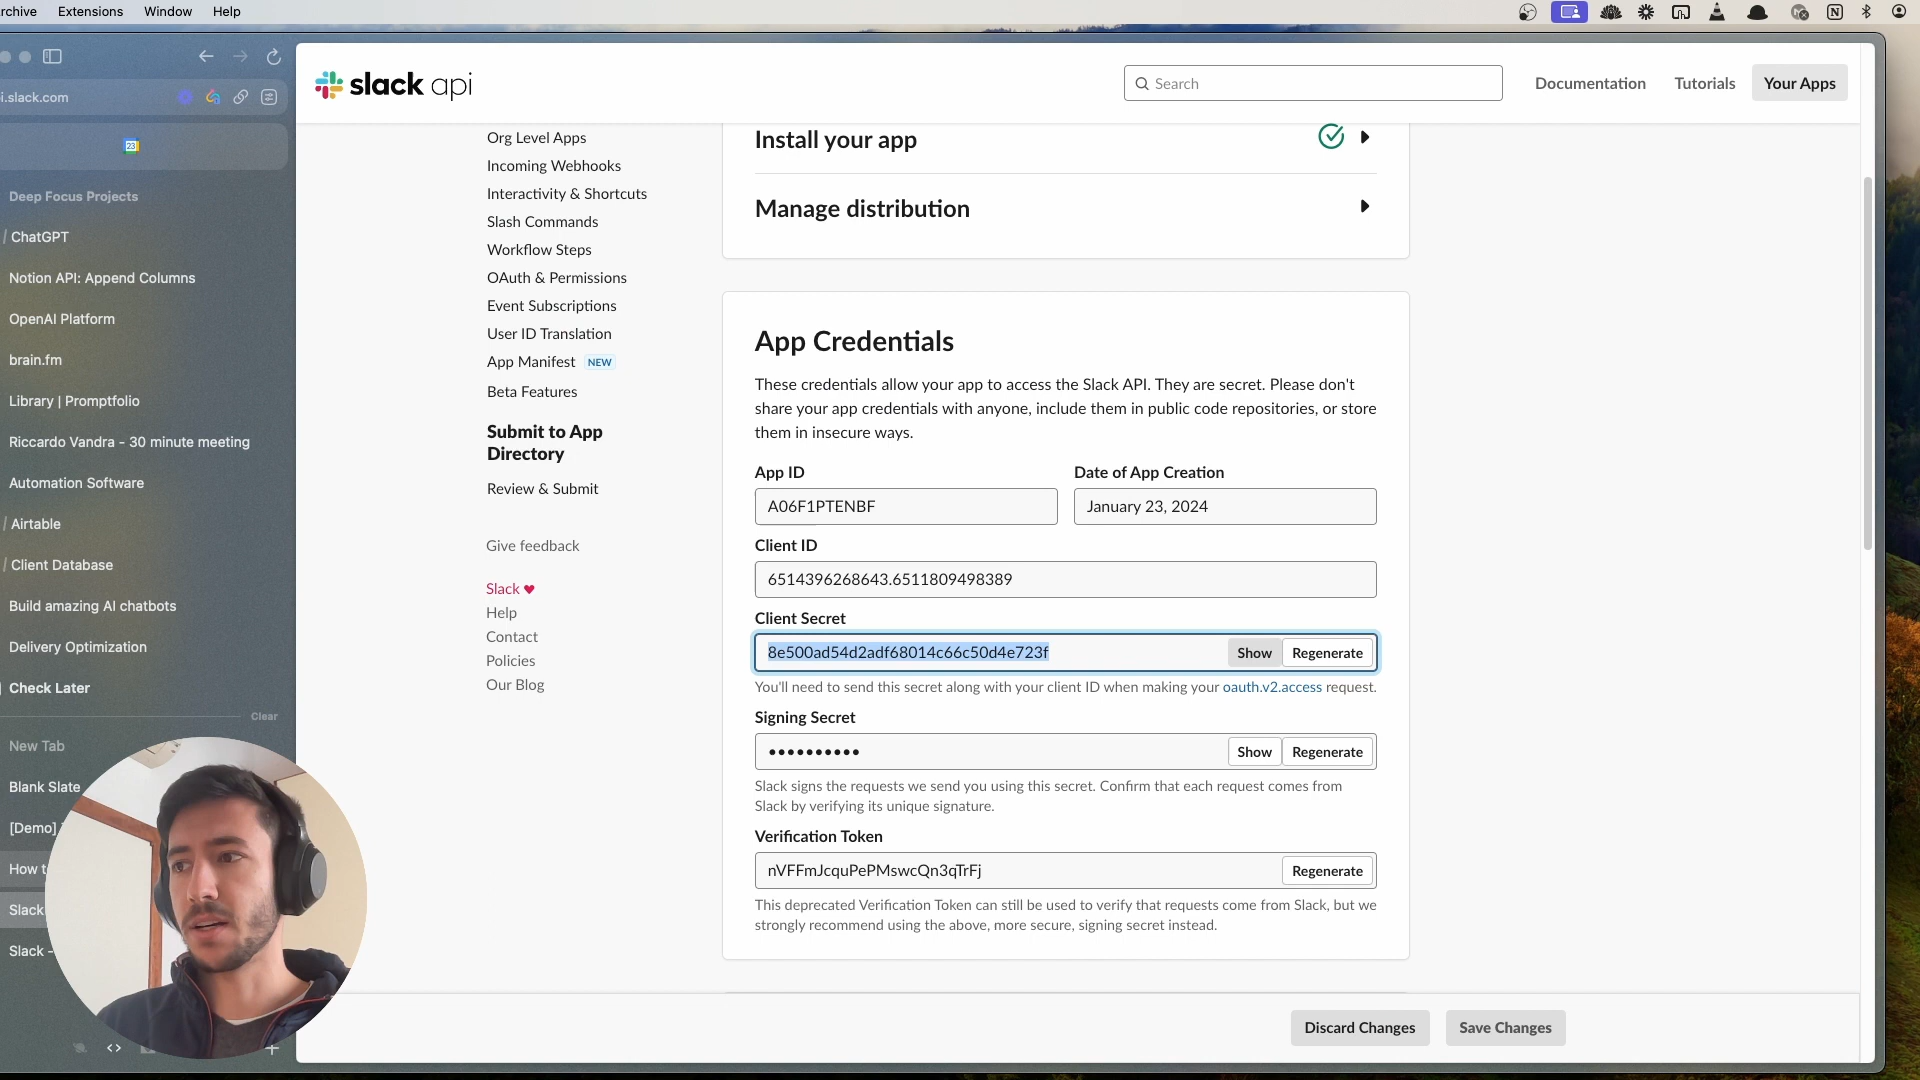 rchive Extensions Window Help
i.slack.com
23
Deep Focus Projects
/ ChatGPT
Notion API: Append Columns
OpenAI Platform
brain.fm
Library | Promptfolio
Riccardo Vandra - 30 minute meeting
Automation Software
/ Airtable
/ Client Database
Build amazing AI chatbots
Delivery Optimization
Check Later
Clear
New Tab
Blank Slate
[Demo]
How t
Slack
Slack -
slack api
Search
Documentation
Tutorials
Your Apps
Org Level Apps
Incoming Webhooks
Interactivity & Shortcuts
Slash Commands
Workflow Steps
OAuth & Permissions
Event Subscriptions
User ID Translation
App Manifest NEW
Beta Features
Submit to App
Directory
Review & Submit
Give feedback
Slack ♥
Help
Contact
Policies
Our Blog
Install your app
Manage distribution
App Credentials
These credentials allow your app to access the Slack API. They are secret. Please don't
share your app credentials with anyone, include them in public code repositories, or store
them in insecure ways.
App ID
A06F1PTENBF
Date of App Creation
January 23, 2024
Client ID
6514396268643.6511809498389
Client Secret
8e500ad54d2adf68014c66c50d4e723f
Show Regenerate
You'll need to send this secret along with your client ID when making your oauth.v2.access request.
Signing Secret
••••••••••
Show Regenerate
Slack signs the requests we send you using this secret. Confirm that each request comes from
Slack by verifying its unique signature.
Verification Token
nVFFmJcquPePMswcQn3qTrFj
Regenerate
This deprecated Verification Token can still be used to verify that requests come from Slack, but we
strongly recommend using the above, more secure, signing secret instead.
Discard Changes
Save Changes